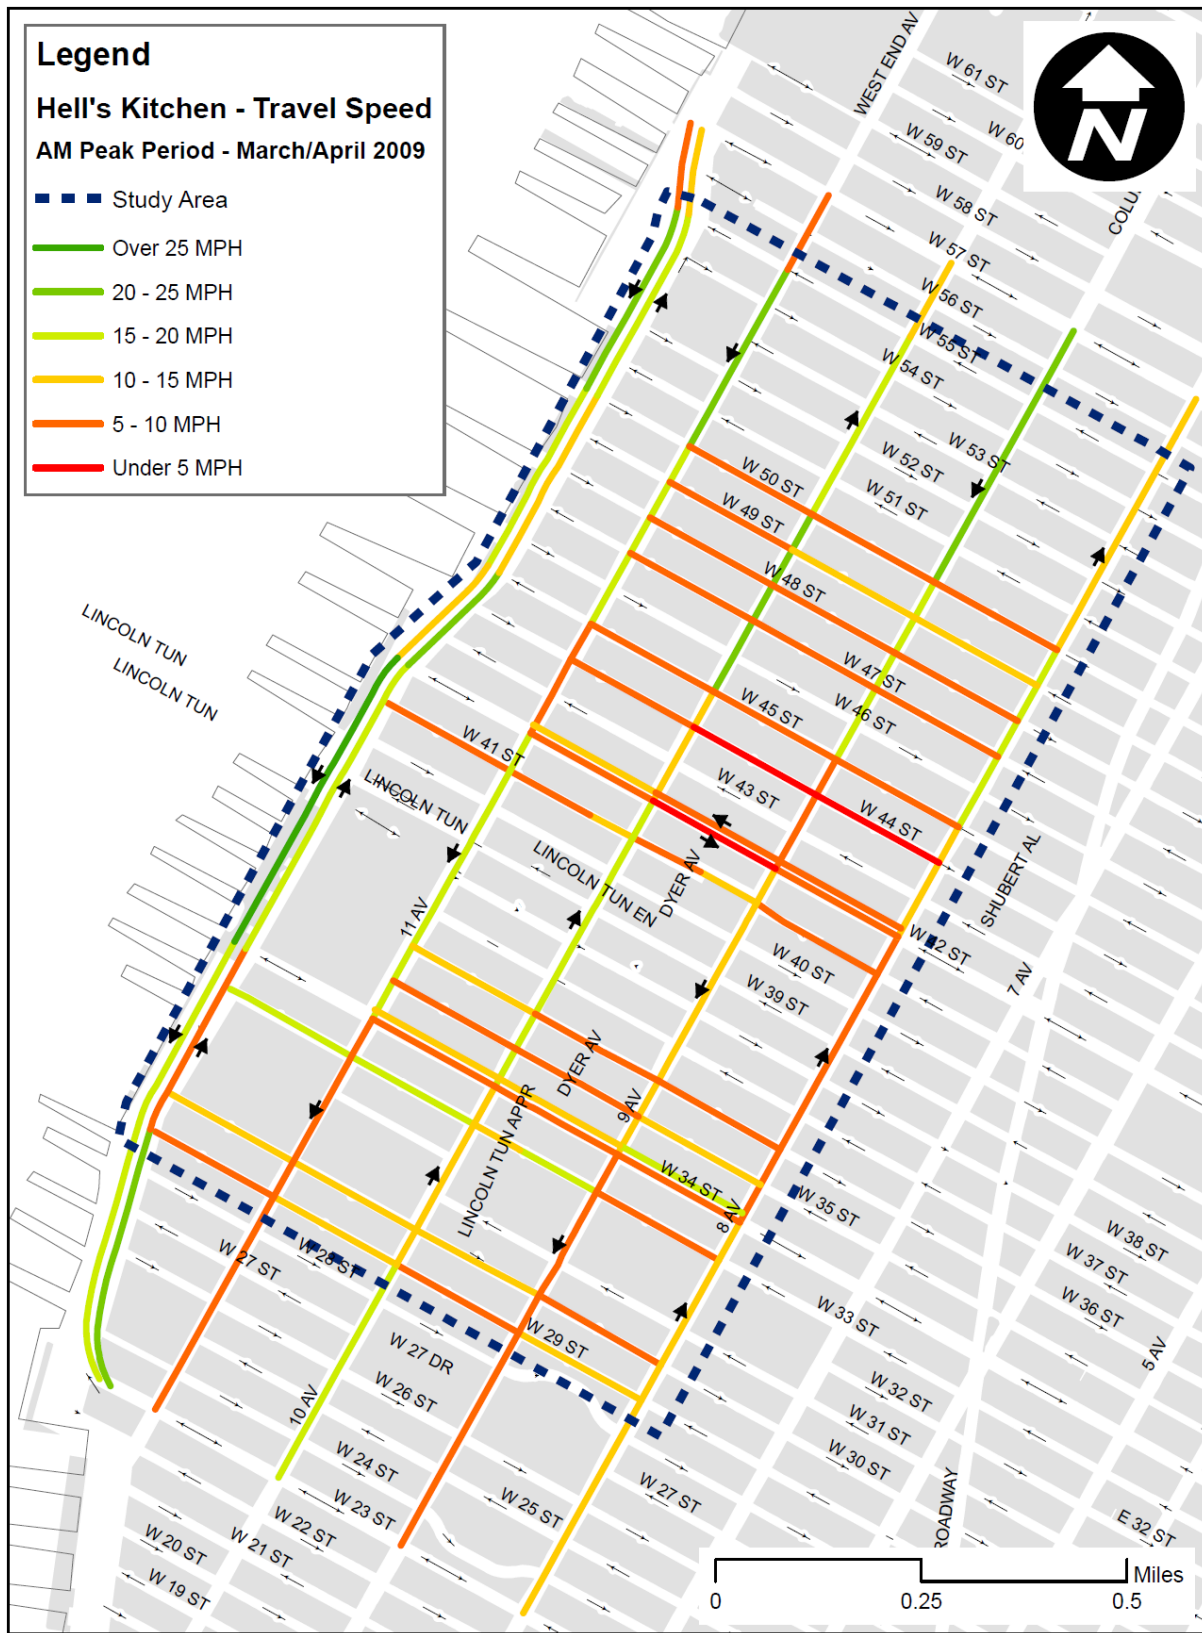 Legend
Hell's Kitchen - Travel Speed
AM Peak Period - March/April 2009
Study Area
Over 25 MPH
20 - 25 MPH
15 - 20 MPH
10 - 15 MPH
5 - 10 MPH
Under 5 MPH
N
WEST END AV
W 61 ST
W 60
W 59 ST
W 58 ST
COLU
W 57 ST
W 56 ST
W 55 ST
W 54 ST
W 53 ST
W 52 ST
W 51 ST
W 50 ST
W 49 ST
W 48 ST
W 47 ST
W 46 ST
W 45 ST
W 44 ST
W 43 ST
W 42 ST
W 41 ST
W 40 ST
W 39 ST
LINCOLN TUN
LINCOLN TUN
LINCOLN TUN
LINCOLN TUN EN
DYER AV
SHUBERT AL
7 AV
11 AV
DYER AV
LINCOLN TUN APPR
9 AV
8 AV
W 34 ST
W 35 ST
W 38 ST
W 37 ST
W 36 ST
5 AV
W 33 ST
W 32 ST
W 31 ST
W 30 ST
W 27 ST
W 28 ST
W 29 ST
W 27 DR
W 26 ST
10 AV
W 24 ST
W 23 ST
W 22 ST
W 21 ST
W 20 ST
W 19 ST
W 25 ST
W 27 ST
ROADWAY
E 32 ST
Miles
0
0.25
0.5